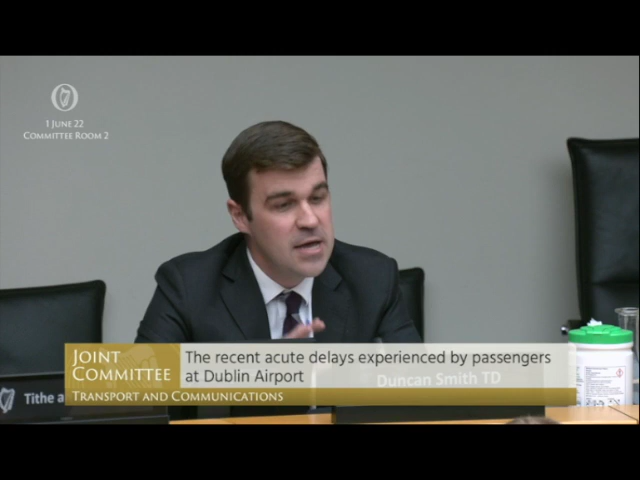 1 June 22
Committee Room 2
Joint
Committee
The recent acute delays experienced by passengers
at Dublin Airport
Duncan Smith TD
Tithe a
Transport and Communications